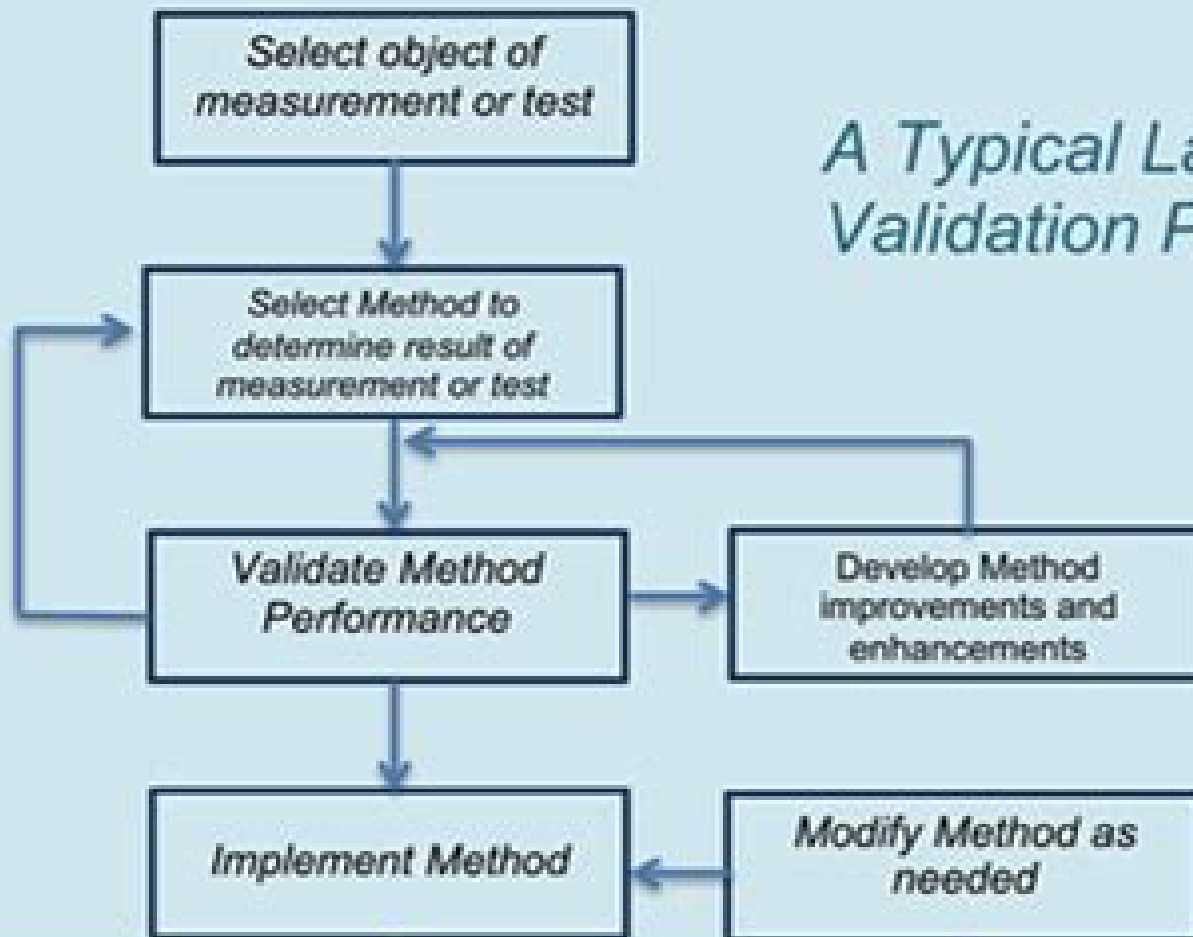 Select object of
measurement or test
A Typical La
Validation P
Select Method to
determine result of
measurement or test
Validate Method
Performance
Develop Method
improvements and
enhancements
Implement Method
Modify Method as
needed